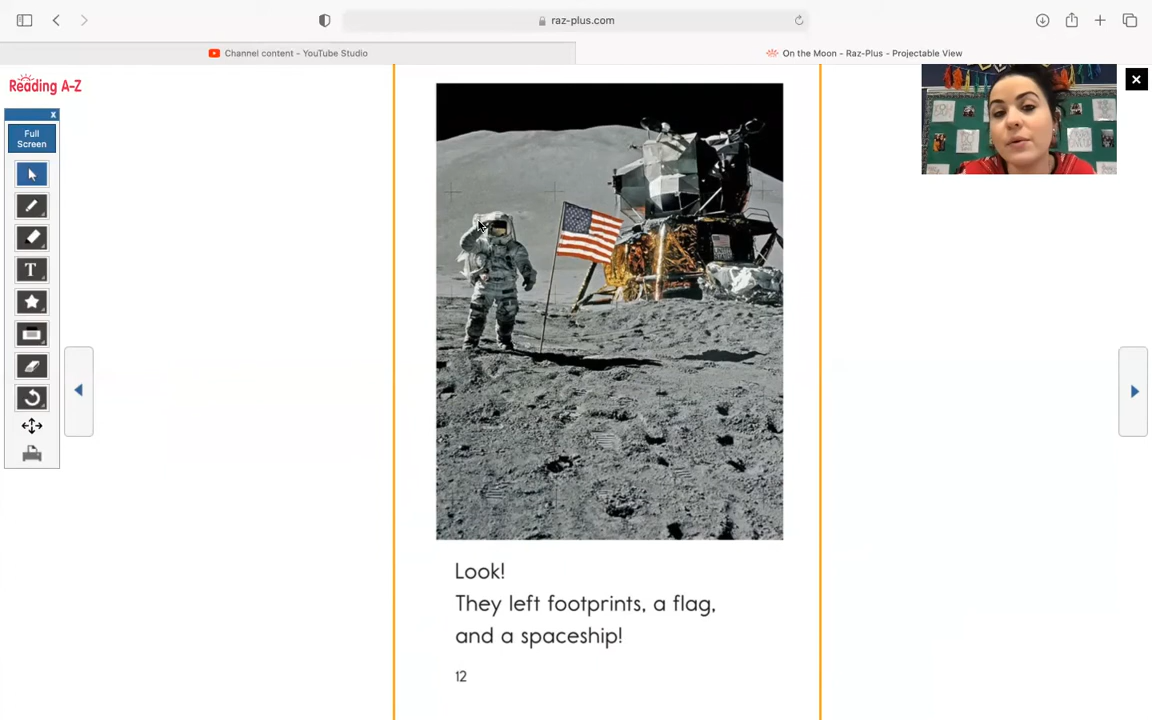 raz-plus.com
Channel content - YouTube Studio
On the Moon - Raz-Plus - Projectable View
Reading A-Z
x
Full
Screen
T
Look!
They left footprints, a flag,
and a spaceship!
12